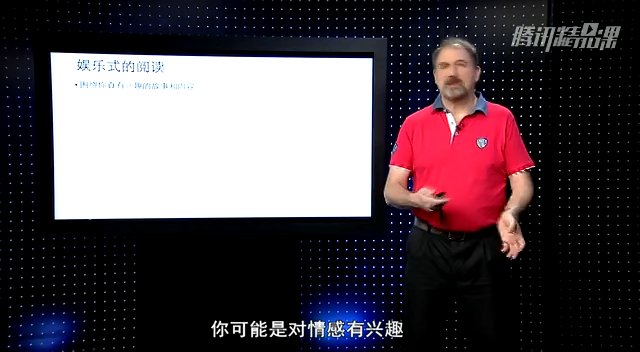 腾讯精品课
娱乐式的阅读
你可能是对情感有兴趣